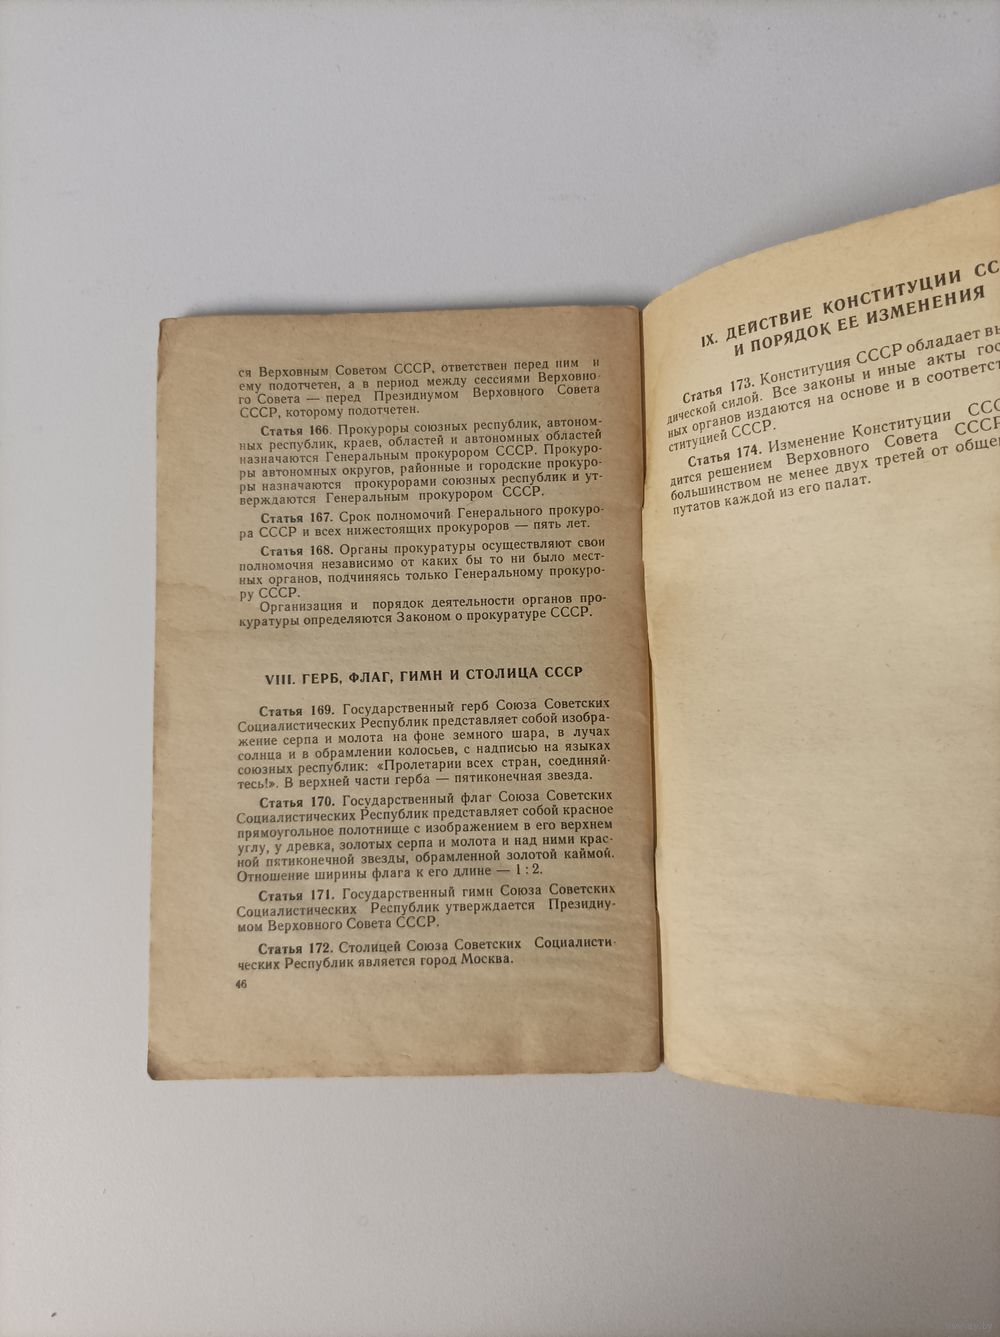 ся Верховным Советом СССР, ответствен перед ним и
ему подотчетен, а в период между сессиями Верховно-
го Совета — перед Президиумом Верховного Совета
СССР, которому подотчетен.
Статья 166. Прокуроры союзных республик, автоном-
ных республик, краев, областей и автономных областей
назначаются Генеральным прокурором СССР. Прокуро-
ры автономных округов, районные и городские прокуро-
ры назначаются прокурорами союзных республик и ут-
верждаются Генеральным прокурором СССР.
Статья 167. Срок полномочий Генерального прокуро-
ра СССР и всех нижестоящих прокуроров — пять лет.
Статья 168. Органы прокуратуры осуществляют свои
полномочия независимо от каких бы то ни было мест-
ных органов, подчиняясь только Генеральному прокуро-
ру СССР.
Организация и порядок деятельности органов про-
куратуры определяются Законом о прокуратуре СССР.
VIII. ГЕРБ, ФЛАГ, ГИМН И СТОЛИЦА СССР
Статья 169. Государственный герб Союза Советских
Социалистических Республик представляет собой изобра-
жение серпа и молота на фоне земного шара, в лучах
солнца и в обрамлении колосьев, с надписью на языках
союзных республик: «Пролетарии всех стран, соединяй-
тесь!». В верхней части герба — пятиконечная звезда.
Статья 170. Государственный флаг Союза Советских
Социалистических Республик представляет собой красное
прямоугольное полотнище с изображением в его верхнем
углу, у древка, золотых серпа и молота и над ними крас-
ной пятиконечной звезды, обрамленной золотой каймой.
Отношение ширины флага к его длине — 1 : 2.
Статья 171. Государственный гимн Союза Советских
Социалистических Республик утверждается Президиу-
мом Верховного Совета СССР.
Статья 172. Столицей Союза Советских Социалисти-
ческих Республик является город Москва.
46
IX. ДЕЙСТВИЕ КОНСТИТУЦИИ СС
И ПОРЯДОК ЕЕ ИЗМЕНЕНИЯ
Статья 173. Конституция СССР обладает вы
дической силой. Все законы и иные акты гос
ных органов издаются на основе и в соответст
ституцией СССР.
Статья 174. Изменение Конституции ССС
дится решением Верховного Совета СССР
большинством не менее двух третей от обще
путатов каждой из его палат.